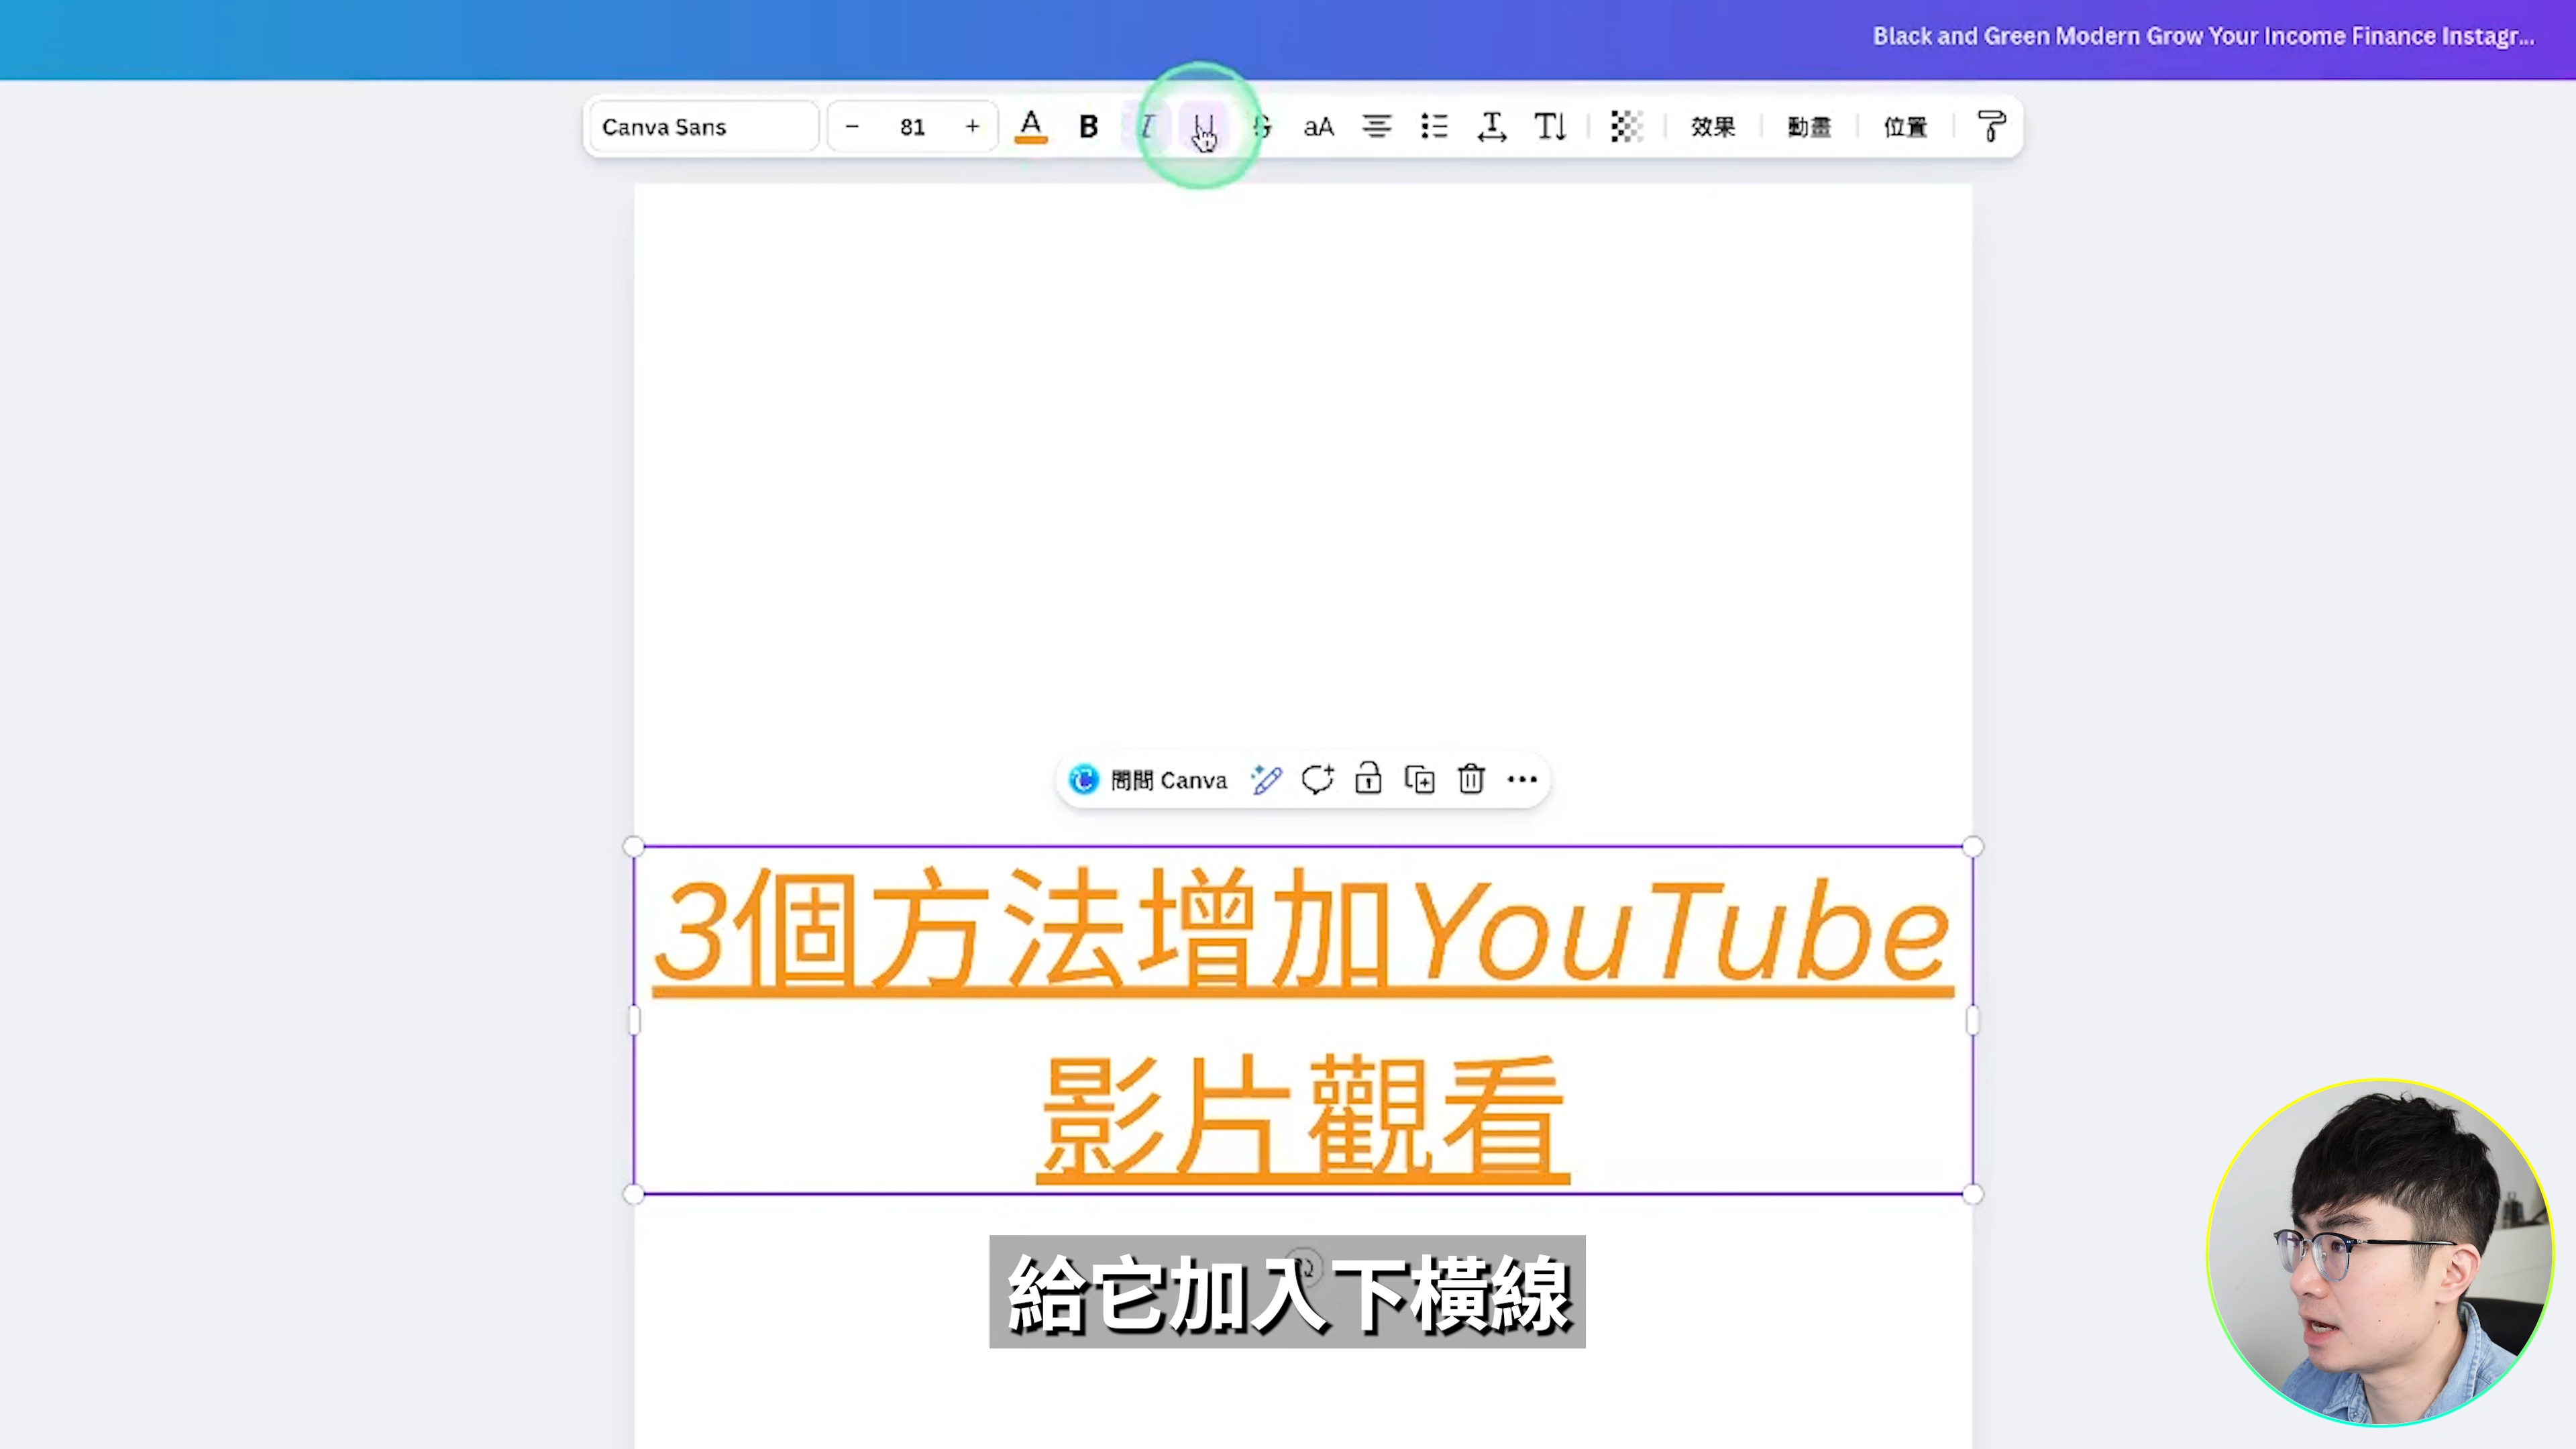 Black and Green Modern Grow Your Income Finance Instagr...
Canva Sans
− 81 +
A B I U S aA 效果 動畫 位置
問問 Canva
3個方法增加YouTube
影片觀看
給它加入下橫線